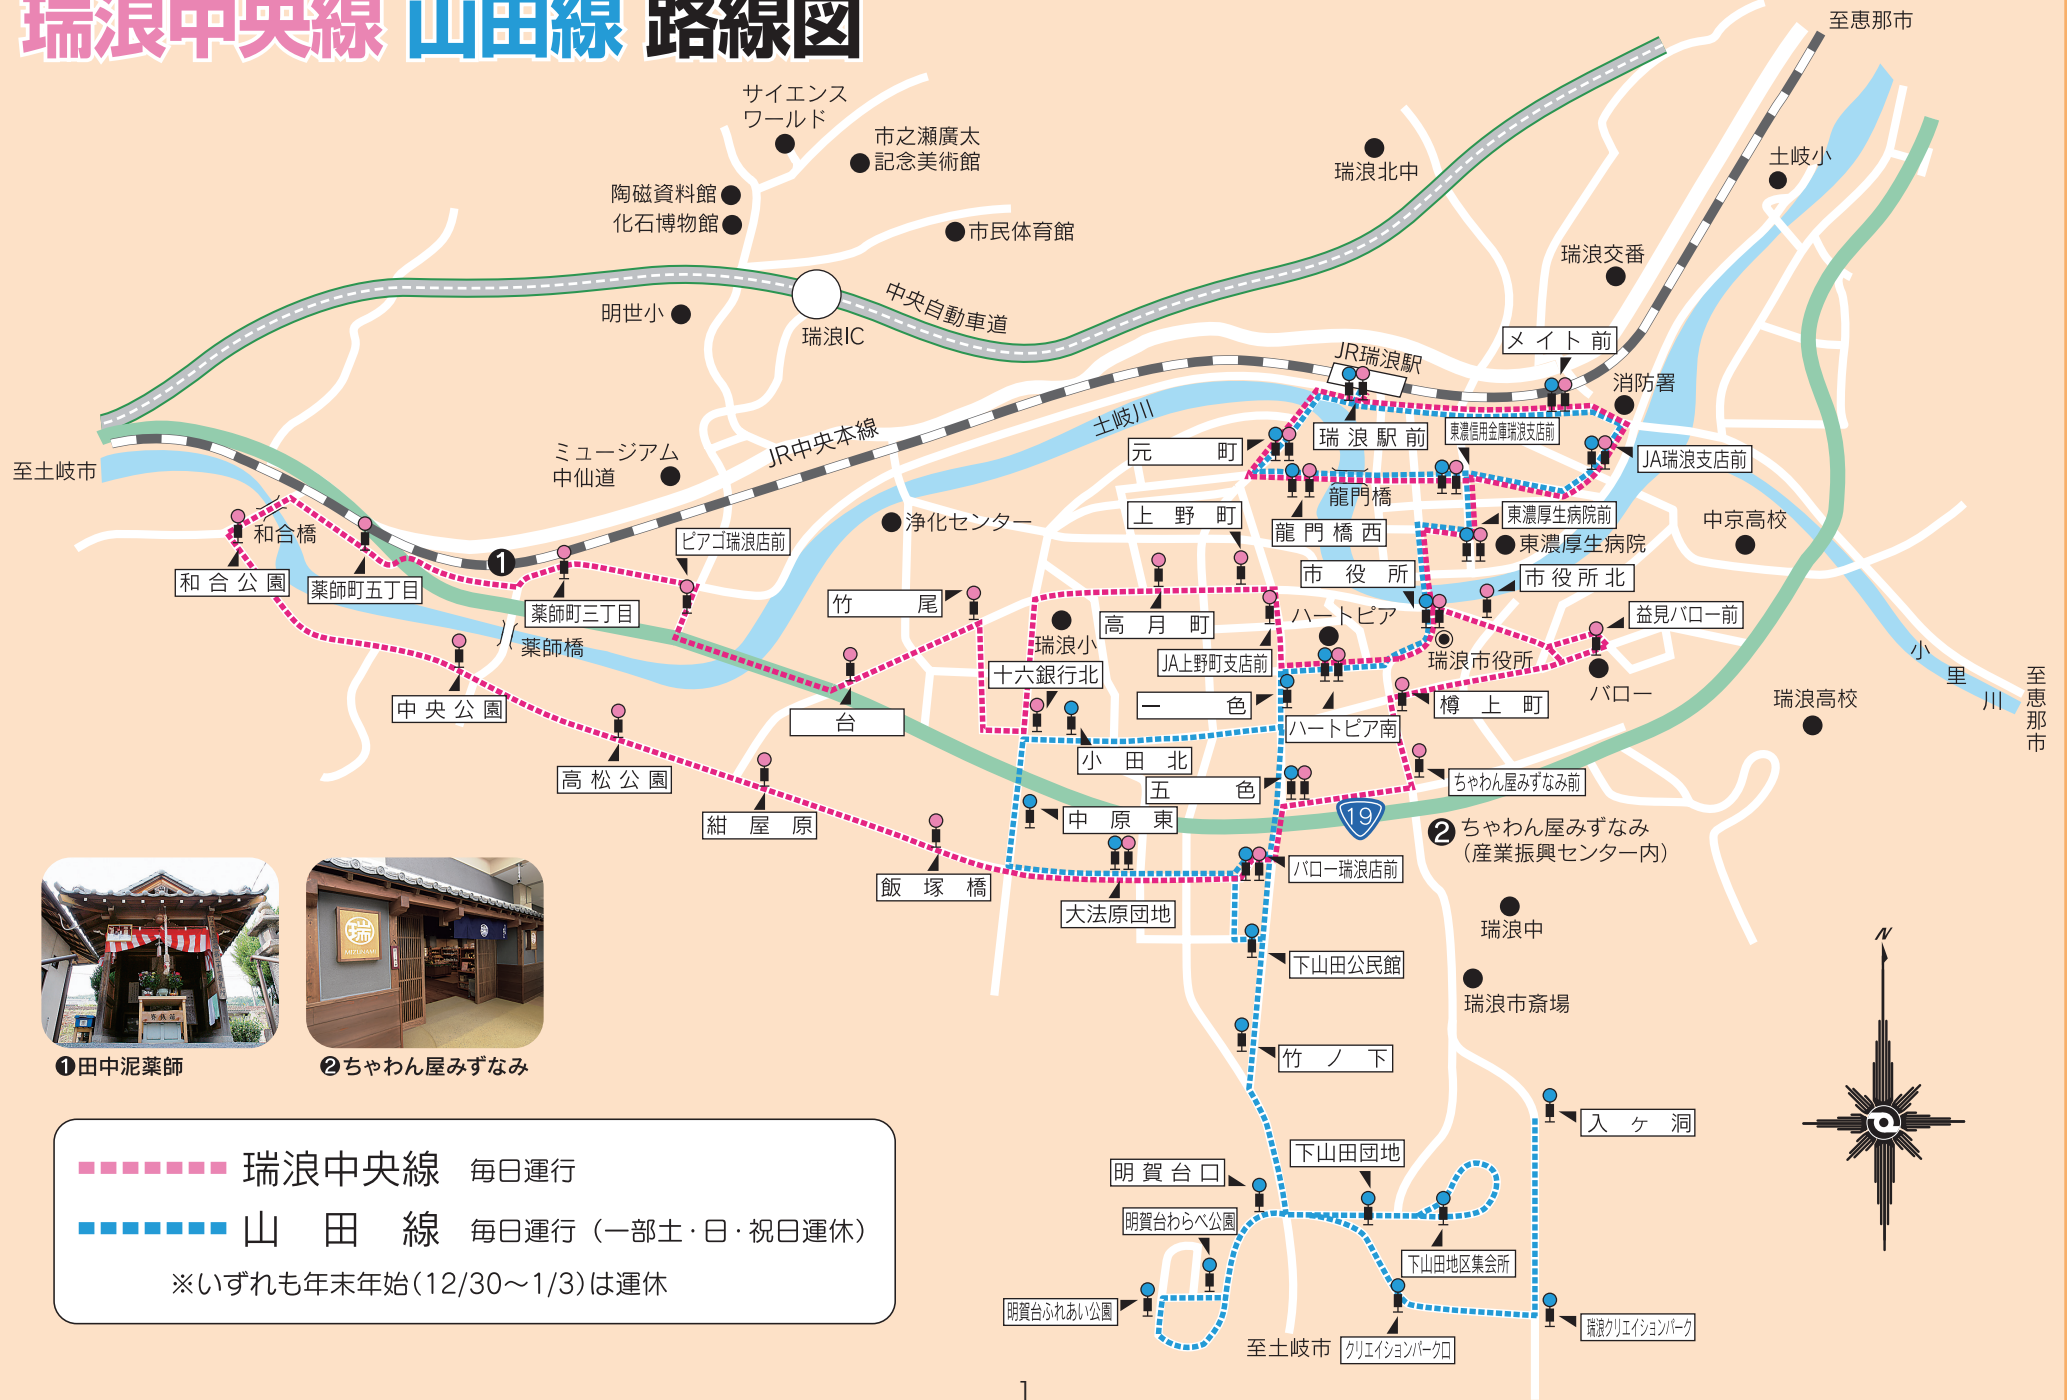 瑞浪中央線 山田線 路線図
至恵那市
サイエンス
ワールド
市之瀬廣太
記念美術館
陶磁資料館
化石博物館
市民体育館
瑞浪北中
土岐小
瑞浪交番
明世小
瑞浪IC
中央自動車道
メイト前
JR瑞浪駅
消防署
土岐川
JR中央本線
瑞浪駅前
東濃信用金庫瑞浪支店前
元町
JA瑞浪支店前
至土岐市
ミュージアム
中仙道
龍門橋
浄化センター
上野町
龍門橋西
東濃厚生病院前
東濃厚生病院
中京高校
和合橋
ピアゴ瑞浪店前
❶
和合公園
薬師町五丁目
薬師町三丁目
市役所
市役所北
竹尾
高月町
ハートピア
益見バロー前
薬師橋
瑞浪小
JA上野町支店前
瑞浪市役所
小里川
至恵那市
十六銀行北
バロー
中央公園
台
一色
樽上町
瑞浪高校
ハートピア南
小田北
高松公園
五色
ちゃわん屋みずなみ前
紺屋原
中原東
19
❷ちゃわん屋みずなみ
(産業振興センター内)
バロー瑞浪店前
飯塚橋
大法原団地
瑞浪中
下山田公民館
瑞浪市斎場
N
瑞
MIZUNAMI
竹ノ下
❶田中泥薬師
❷ちゃわん屋みずなみ
入ヶ洞
下山田団地
明賀台口
明賀台わらべ公園
下山田地区集会所
明賀台ふれあい公園
瑞浪クリエイションパーク
至土岐市
クリエイションパーク口
瑞浪中央線 毎日運行
山田線 毎日運行(一部土・日・祝日運休)
※いずれも年末年始(12/30〜1/3)は運休
1